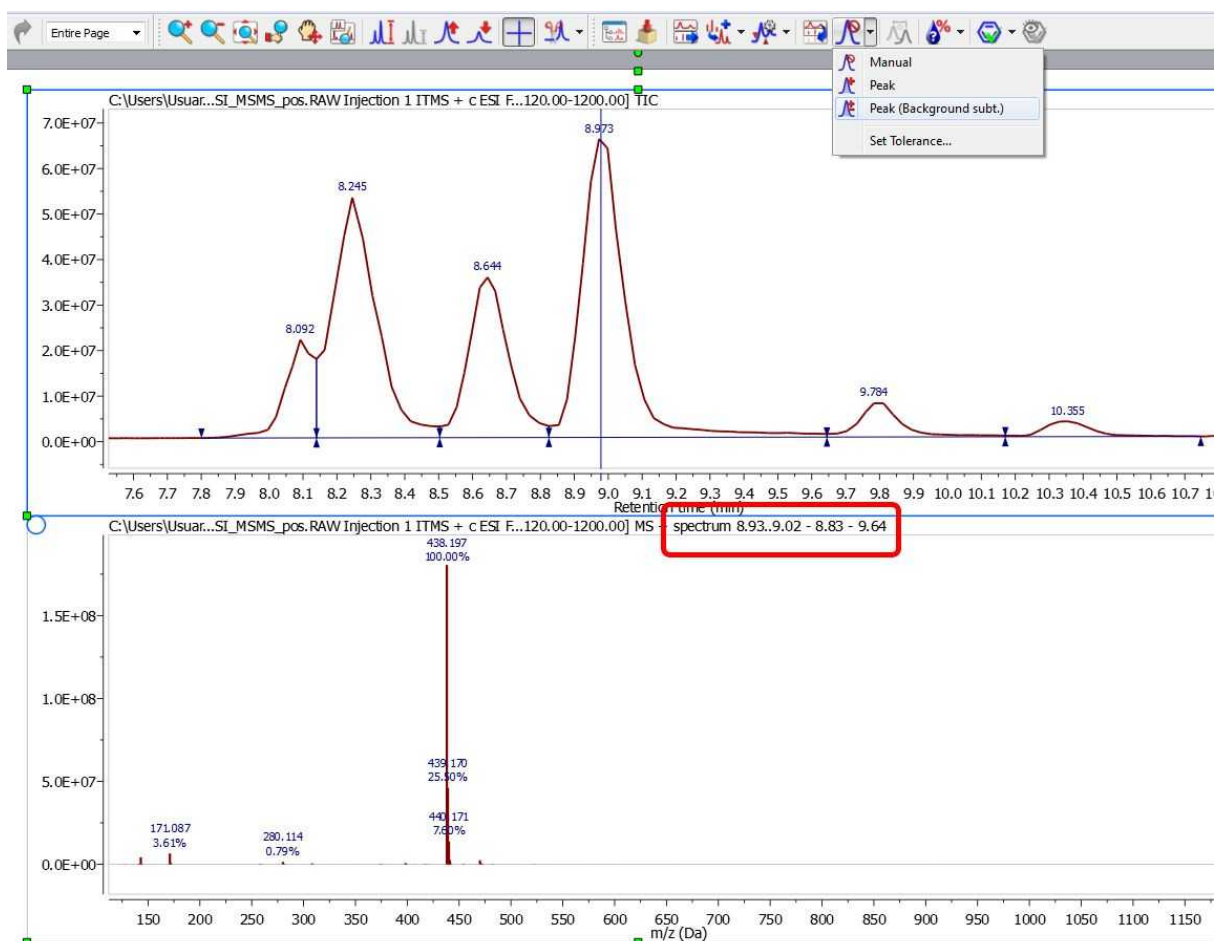 Entire Page
Manual
Peak
Peak (Background subt.)
Set Tolerance...
C:\Users\Usuar...SI_MSMS_pos.RAW Injection 1 ITMS + c ESI F...120.00-1200.00] TIC
7.0E+07
6.0E+07
5.0E+07
4.0E+07
3.0E+07
2.0E+07
1.0E+07
0.0E+00
8.092
8.245
8.644
8.973
9.784
10.355
7.6 7.7 7.8 7.9 8.0 8.1 8.2 8.3 8.4 8.5 8.6 8.7 8.8 8.9 9.0 9.1 9.2 9.3 9.4 9.5 9.6 9.7 9.8 9.9 10.0 10.1 10.2 10.3 10.4 10.5 10.6 10.7
Retention time (min)
C:\Users\Usuar...SI_MSMS_pos.RAW Injection 1 ITMS + c ESI F...120.00-1200.00] MS + spectrum 8.93..9.02 - 8.83 - 9.64
438.197
100.00%
1.5E+08
1.0E+08
5.0E+07
0.0E+00
439.170
25.50%
440.171
7.60%
171.087
3.61%
280.114
0.79%
150 200 250 300 350 400 450 500 550 600 650 700 750 800 850 900 950 1000 1050 1100 1150
m/z (Da)